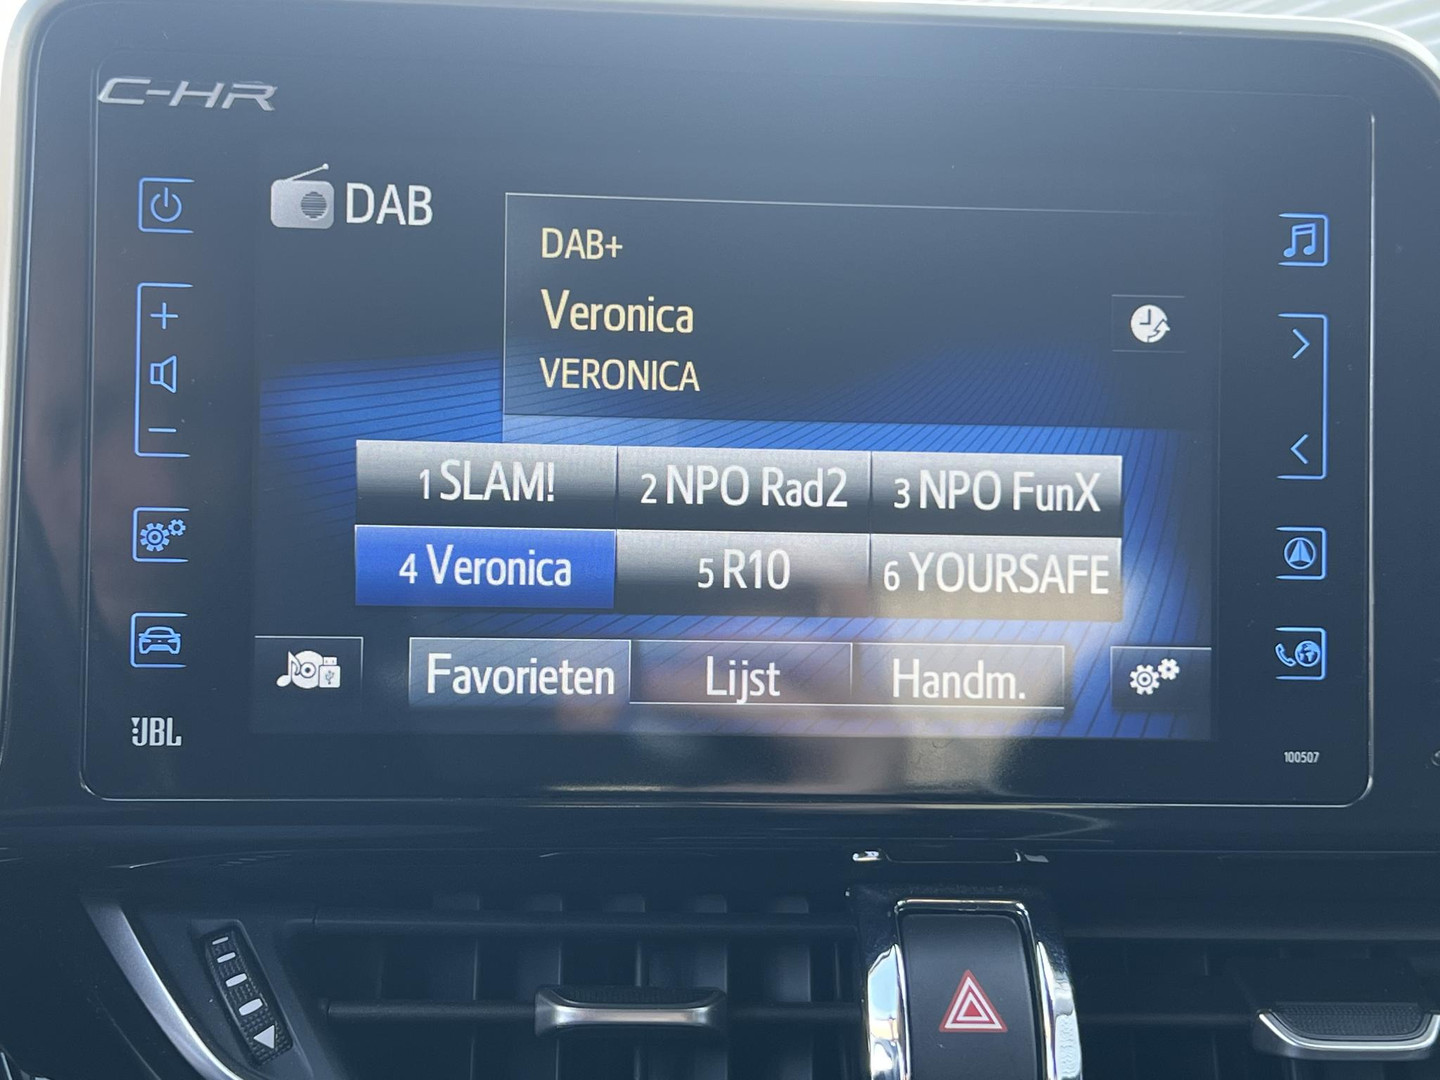 C-HR
DAB
DAB+
Veronica
VERONICA
1 SLAM!
2 NPO Rad2
3 NPO FunX
4 Veronica
5 R10
6 YOURSAFE
Favorieten
Lijst
Handm.
JBL
100507